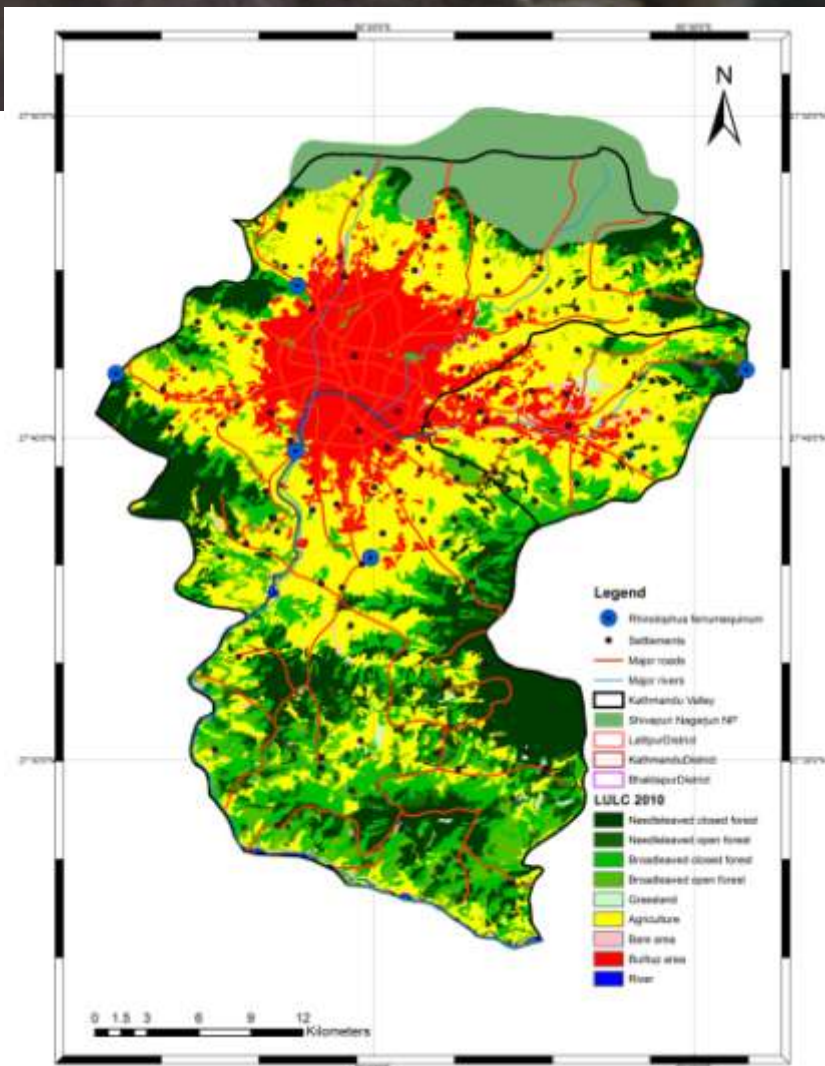 N
Legend
Rhinolophus ferrumequinum
Settlements
Major roads
Major rivers
Kathmandu Valley
Shivapuri Nagarjun NP
LalitpurDistrict
KathmanduDistrict
BhaktapurDistrict
LULC 2010
Needleleaved closed forest
Needleleaved open forest
Broadleaved closed forest
Broadleaved open forest
Grassland
Agriculture
Bare area
Builtup area
River
0 1.5 3 6 9 12
Kilometers